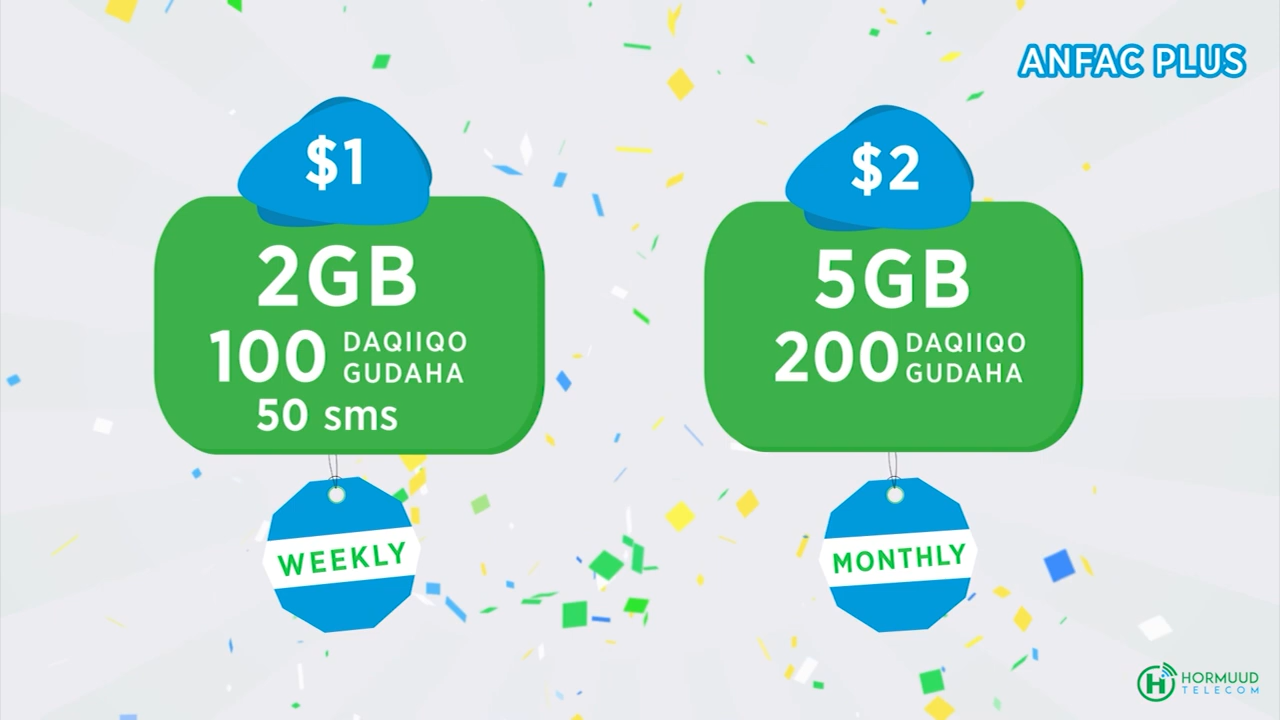 ANFAC PLUS
$1
2GB
100 DAQIIQO
GUDAHA
50 sms
WEEKLY
$2
5GB
200 DAQIIQO
GUDAHA
MONTHLY
HORMUUD
TELECOM